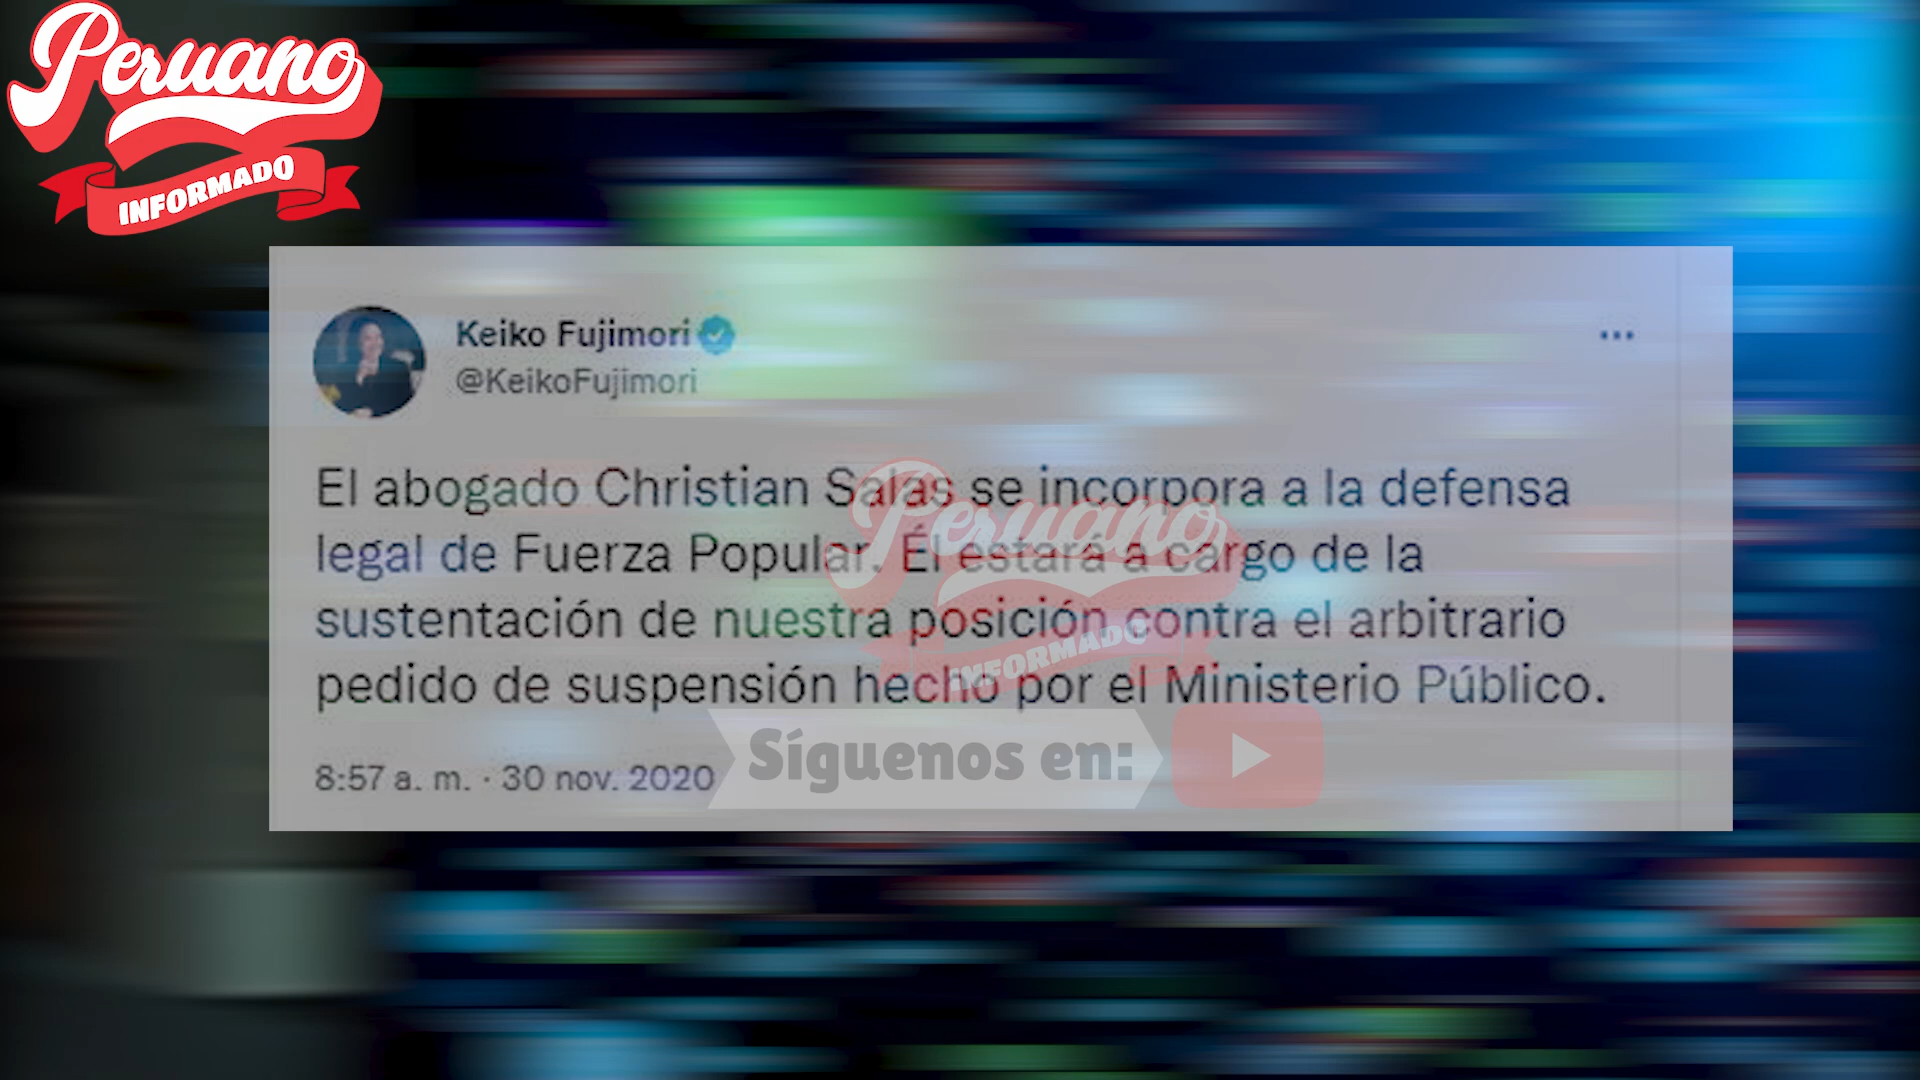 Peruano
INFORMADO
Keiko Fujimori
@KeikoFujimori
El abogado Christian Salas se incorpora a la defensa
legal de Fuerza Popular. Él estará a cargo de la
sustentación de nuestra posición contra el arbitrario
pedido de suspensión hecho por el Ministerio Público.
8:57 a. m. · 30 nov. 2020
Peruano
INFORMADO
Síguenos en: